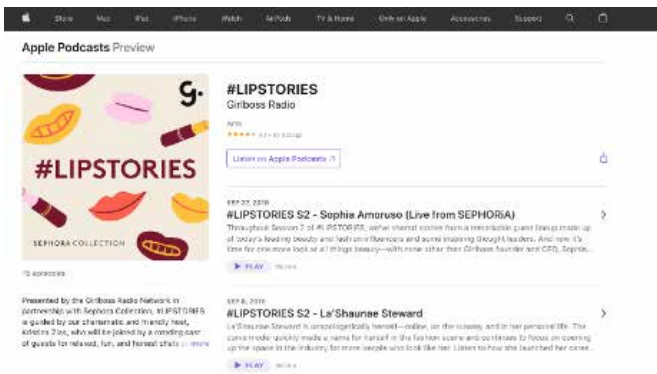 Store Mac iPad iPhone Watch AirPods TV & Home Only on Apple Accessories Support
Apple Podcasts Preview
g.
#LIPSTORIES
SEPHORA COLLECTION
#LIPSTORIES
Girlboss Radio
Listen on Apple Podcasts
#LIPSTORIES S2 - Sophia Amoruso (Live from SEPHORiA)
Throughout Season 2 of #LIPSTORIES, we've shared stories from a remarkable guest lineup made up
of today's leading beauty and fashion influencers and some inspiring thought leaders. And now it's
time for one more look at all things beauty—with none other than Girlboss founder and CEO, Sophia
PLAY
#LIPSTORIES S2 - La'Shaunae Steward
La'Shaunae Steward is unapologetically herself—online, on the runway, and in her personal life. The
curve model quickly made a name for herself in the fashion scene and continues to focus on opening
up the space in the industry for more people who look like her. Listen to how she launched her career
PLAY
episodes
Presented by the Girlboss Radio Network in
partnership with Sephora Collection, #LIPSTORIES
is guided by our charismatic and friendly host,
Kristina Zias, who will be joined by a rotating cast
of guests for relaxed, fun, and honest chats more